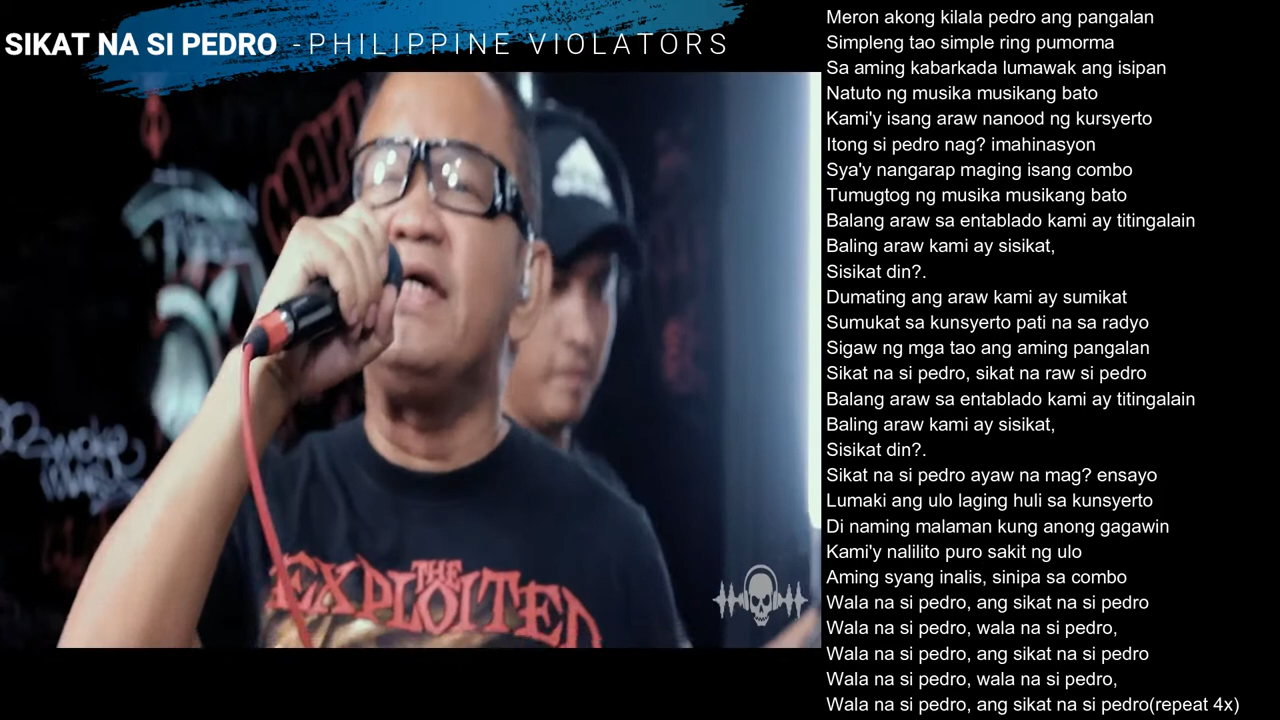 SIKAT NA SI PEDRO -PHILIPPINE VIOLATORS
THE
EXPLOITED
Meron akong kilala pedro ang pangalan
Simpleng tao simple ring pumorma
Sa aming kabarkada lumawak ang isipan
Natuto ng musika musikang bato
Kami'y isang araw nanood ng kursyerto
Itong si pedro nag? imahinasyon
Sya'y nangarap maging isang combo
Tumugtog ng musika musikang bato
Balang araw sa entablado kami ay titingalain
Baling araw kami ay sisikat,
Sisikat din?.
Dumating ang araw kami ay sumikat
Sumukat sa kunsyerto pati na sa radyo
Sigaw ng mga tao ang aming pangalan
Sikat na si pedro, sikat na raw si pedro
Balang araw sa entablado kami ay titingalain
Baling araw kami ay sisikat,
Sisikat din?.
Sikat na si pedro ayaw na mag? ensayo
Lumaki ang ulo laging huli sa kunsyerto
Di naming malaman kung anong gagawin
Kami'y nalilito puro sakit ng ulo
Aming syang inalis, sinipa sa combo
Wala na si pedro, ang sikat na si pedro
Wala na si pedro, wala na si pedro,
Wala na si pedro, ang sikat na si pedro
Wala na si pedro, wala na si pedro,
Wala na si pedro, ang sikat na si pedro(repeat 4x)